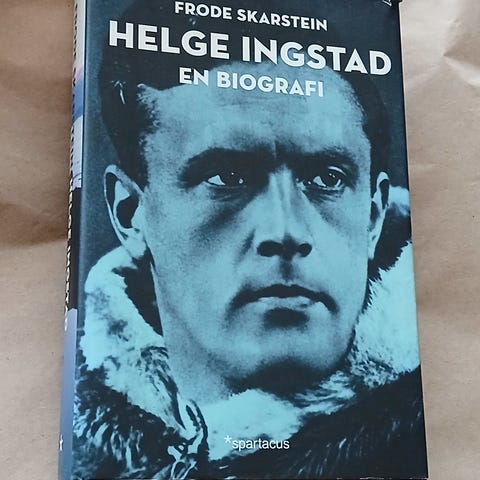 FRODE SKARSTEIN
HELGE INGSTAD
EN BIOGRAFI
*spartacus